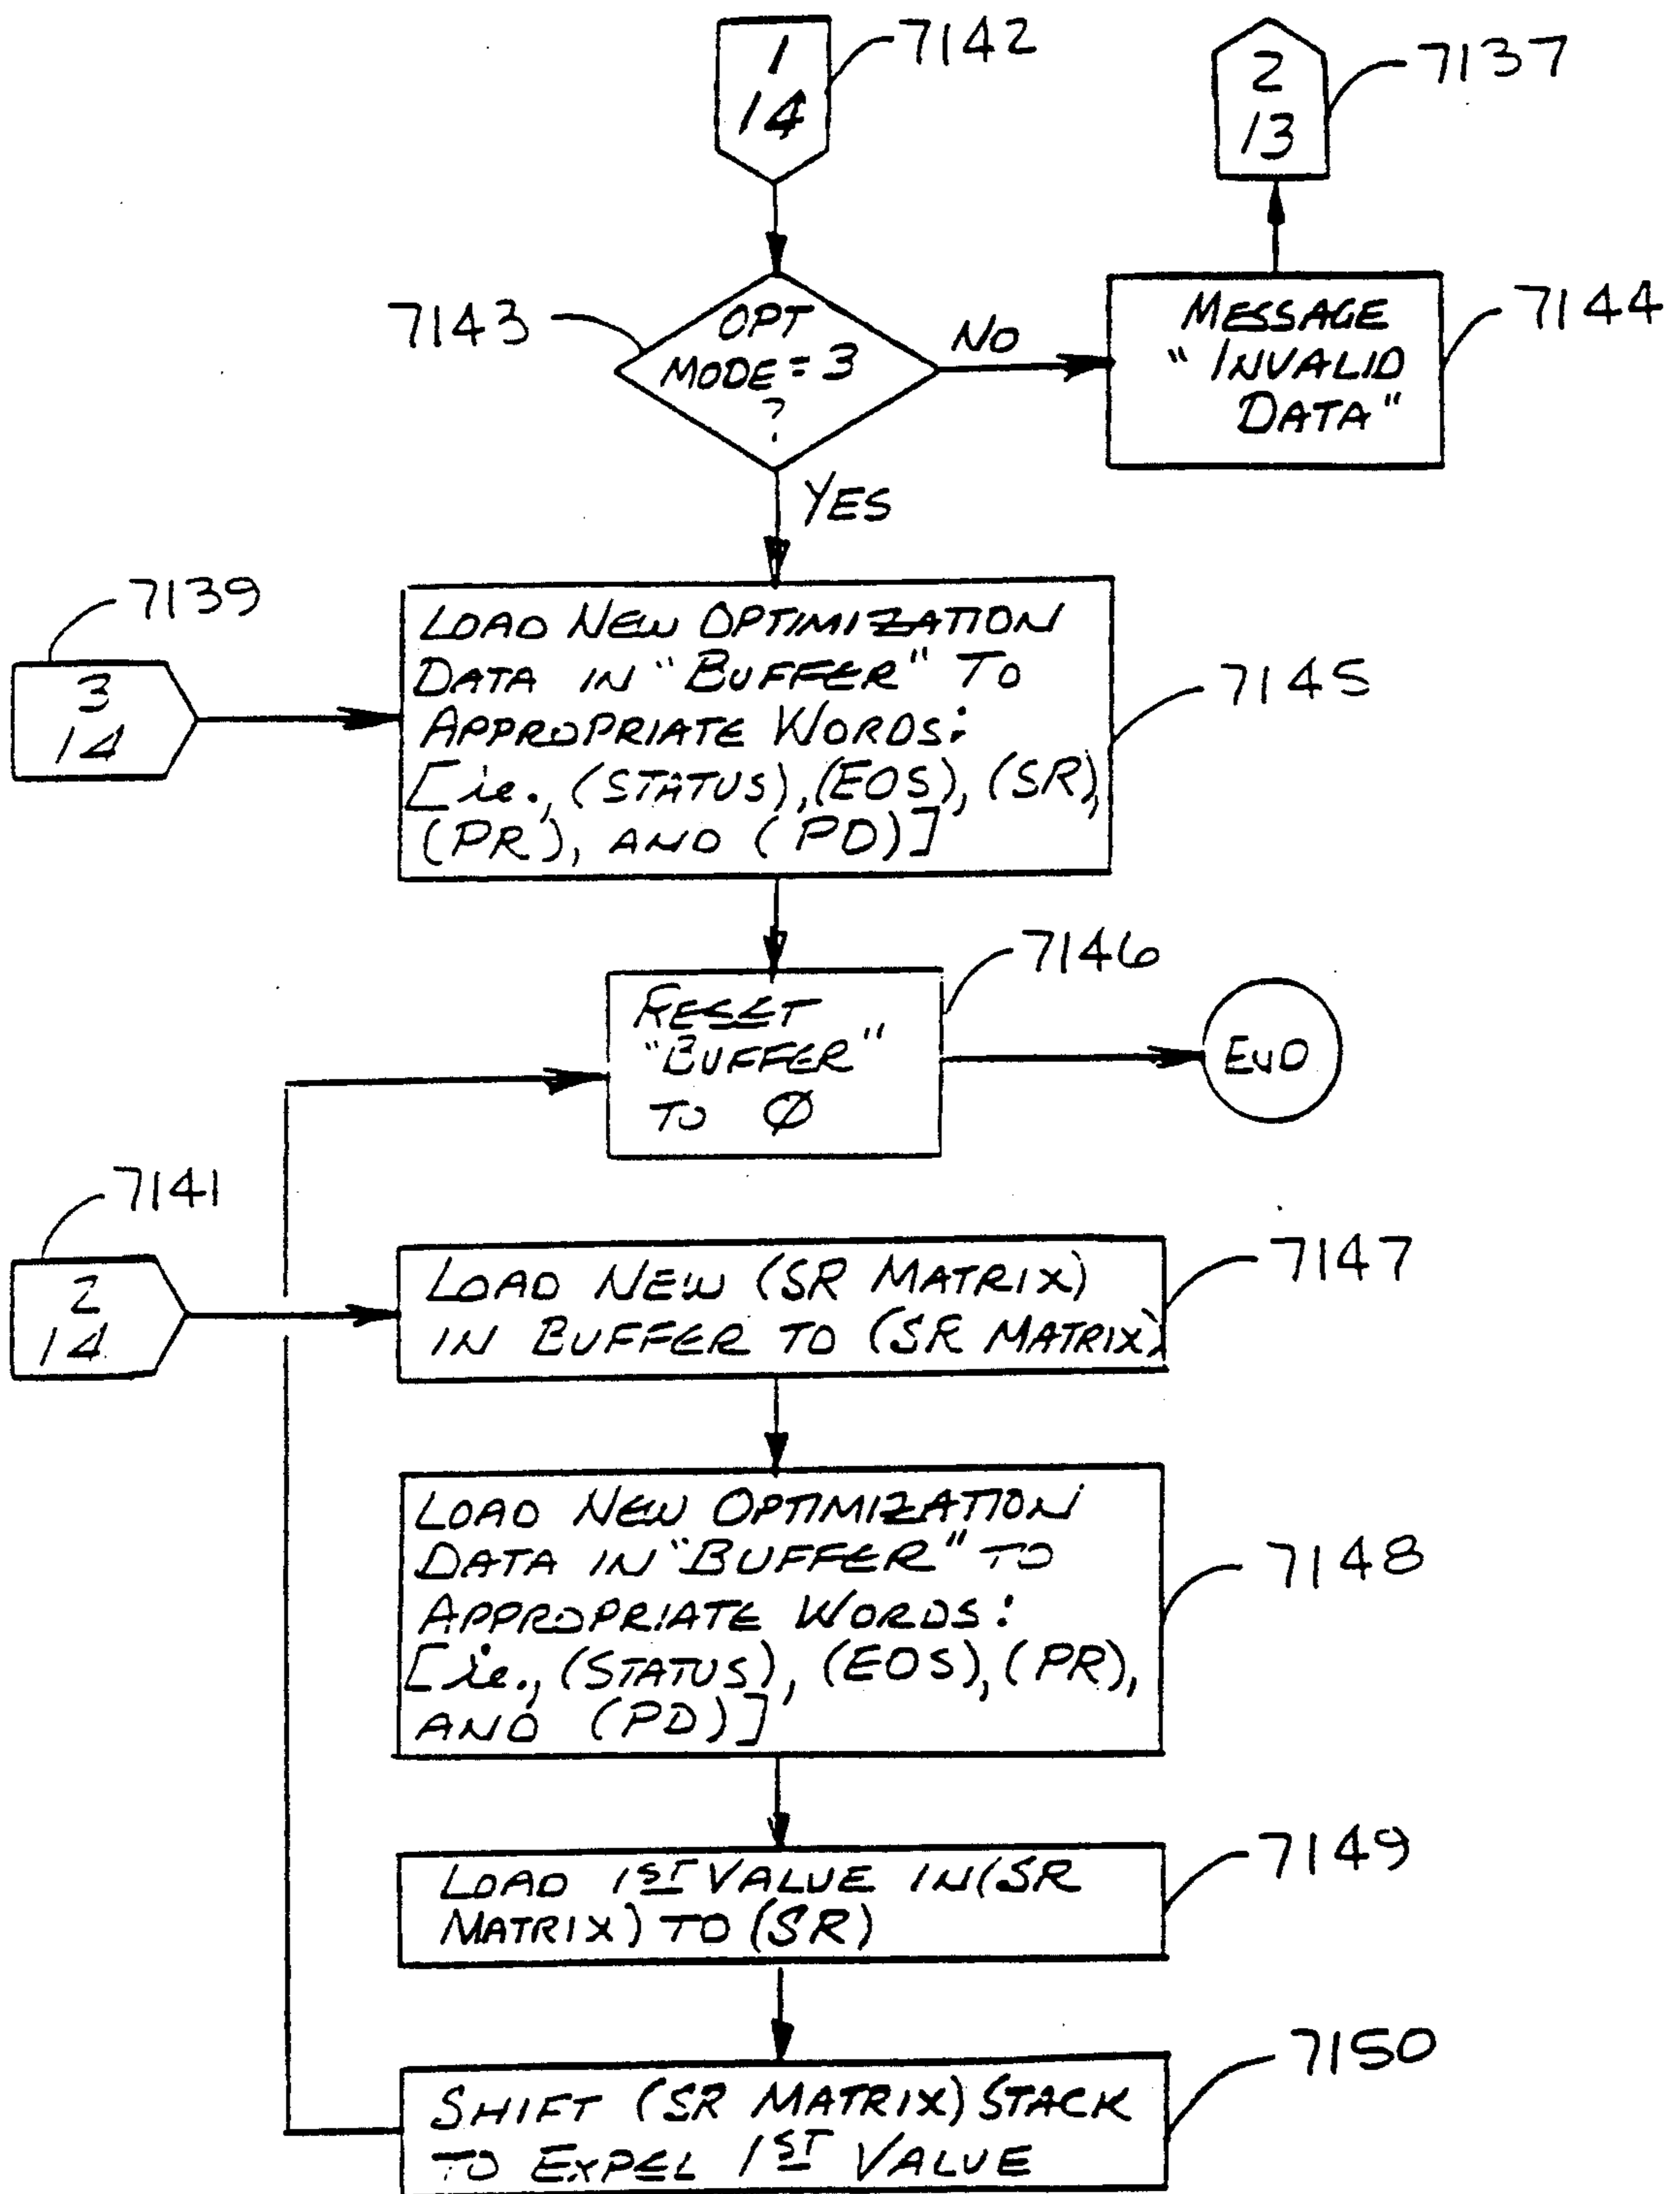 1
14
7142
2
13
7137
7143
OPT
MODE = 3
?
NO
MESSAGE
"INVALID
DATA"
7144
YES
7139
3
14
LOAD NEW OPTIMIZATION
DATA IN "BUFFER" TO
APPROPRIATE WORDS:
[ie., (STATUS), (EOS), (SR),
(PR), AND (PD)]
7145
RESET
"BUFFER"
TO Ø
7146
END
7141
2
14
LOAD NEW (SR MATRIX)
IN BUFFER TO (SR MATRIX)
7147
LOAD NEW OPTIMIZATION
DATA IN "BUFFER" TO
APPROPRIATE WORDS:
[ie., (STATUS), (EOS), (PR),
AND (PD)]
7148
LOAD 1ST VALUE IN (SR
MATRIX) TO (SR)
7149
SHIFT (SR MATRIX) STACK
TO EXPEL 1ST VALUE
7150